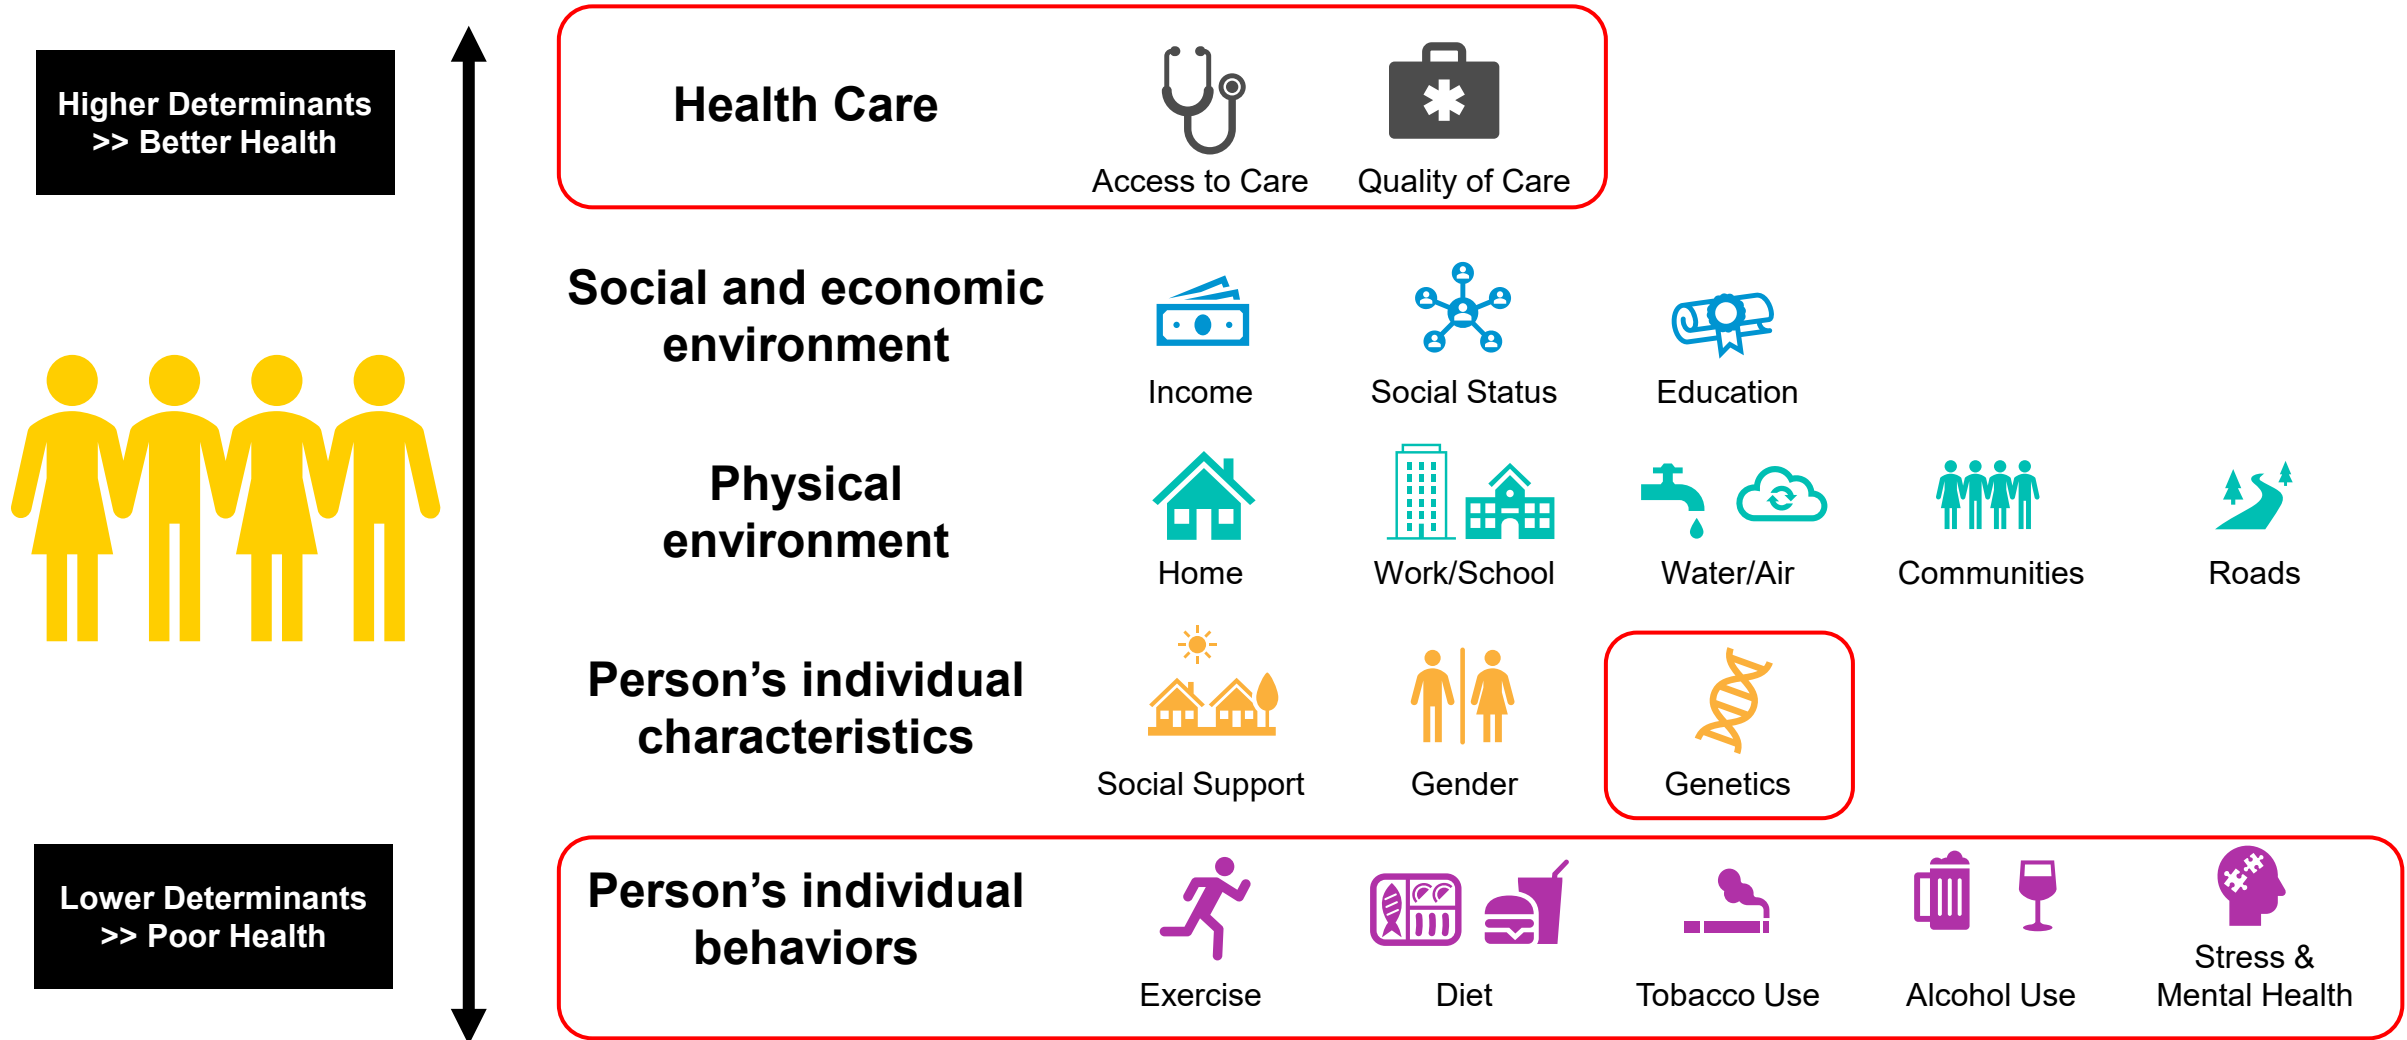 Higher Determinants
>> Better Health
Health Care
Access to Care
Quality of Care
Social and economic
environment
Income
Social Status
Education
Physical
environment
Home
Work/School
Water/Air
Communities
Roads
Person’s individual
characteristics
Social Support
Gender
Genetics
Lower Determinants
>> Poor Health
Person’s individual
behaviors
Exercise
Diet
Tobacco Use
Alcohol Use
Stress &
Mental Health